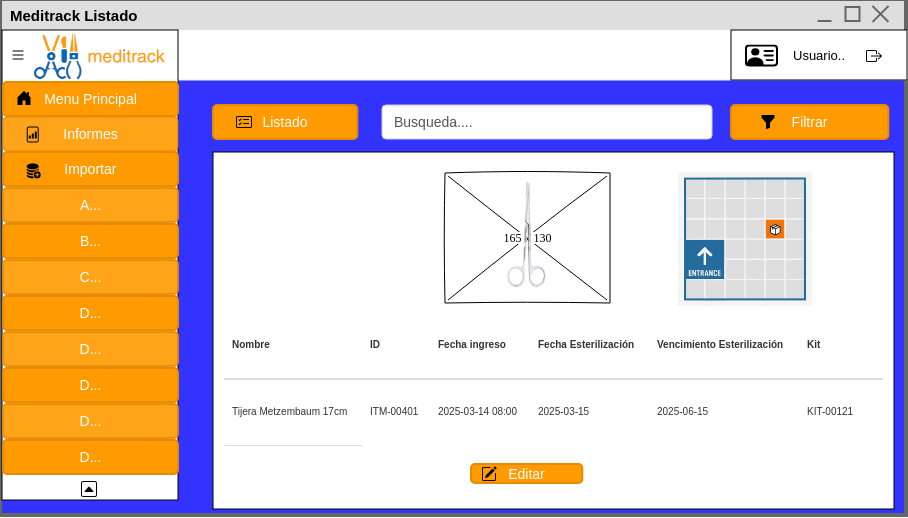 Meditrack Listado
meditrack
Usuario..
Menu Principal
Informes
Importar
A...
B...
C...
D...
D...
D...
D...
D...
Listado
Busqueda....
Filtrar
165 x 130
ENTRANCE
Nombre ID Fecha ingreso Fecha Esterilización Vencimiento Esterilización Kit
Tijera Metzembaum 17cm ITM-00401 2025-03-14 08:00 2025-03-15 2025-06-15 KIT-00121
Editar